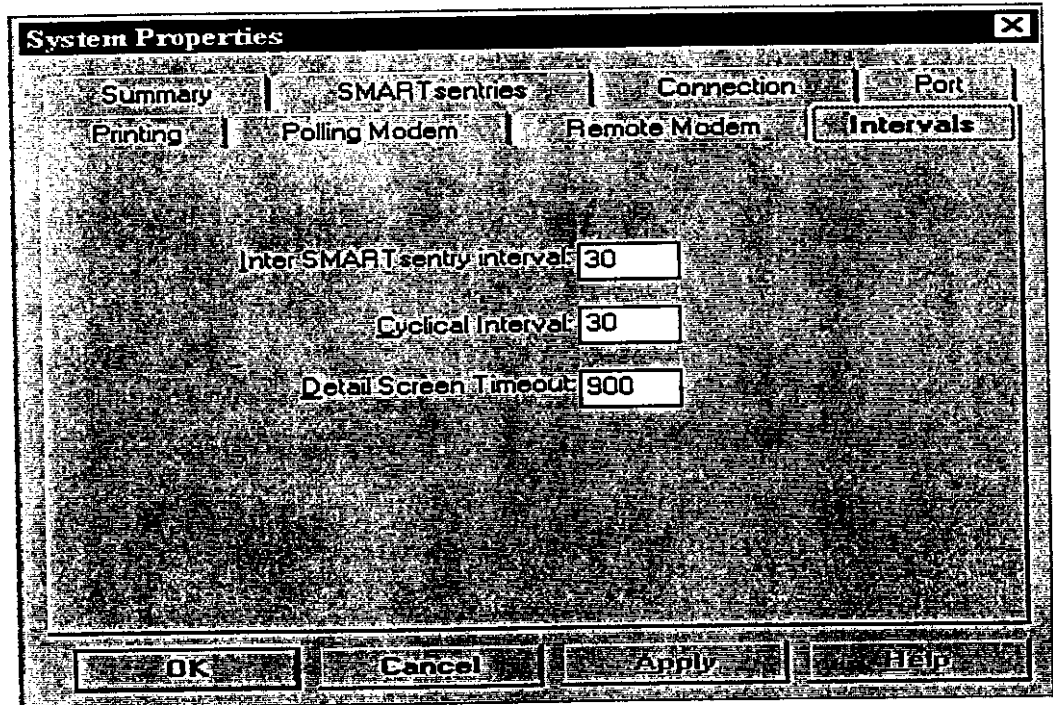 System Properties
Summary SMARTsentries Connection Port
Printing Polling Modem Remote Modem Intervals
Inter SMARTsentry interval: 30
Cyclical Interval: 30
Detail Screen Timeout: 900
OK Cancel Apply Help